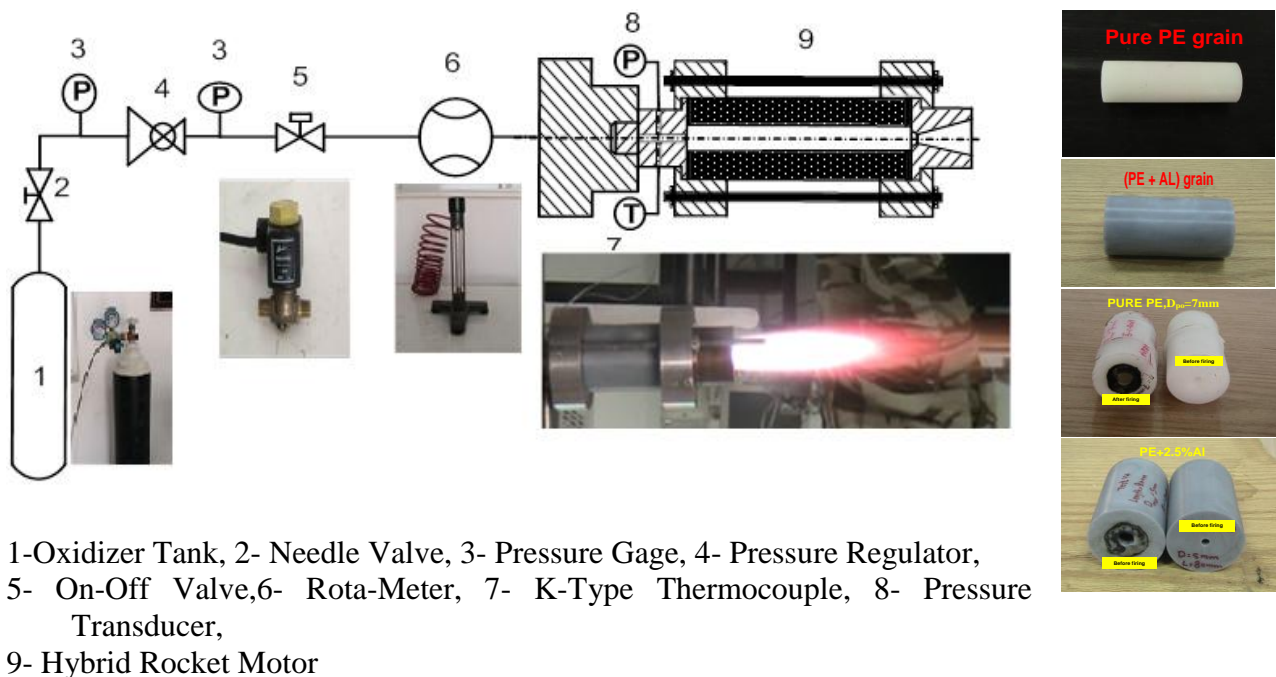 3
3
4
5
6
8
9
P
P
P
T
2
7
1
1-Oxidizer Tank, 2- Needle Valve, 3- Pressure Gage, 4- Pressure Regulator,
5- On-Off Valve,6- Rota-Meter, 7- K-Type Thermocouple, 8- Pressure
Transducer,
9- Hybrid Rocket Motor
Pure PE grain
(PE + AL) grain
PURE PE,Dpo=7mm
Before firing
After firing
PE+2.5%Al
Before firing
Before firing
D=5mm
L=80mm